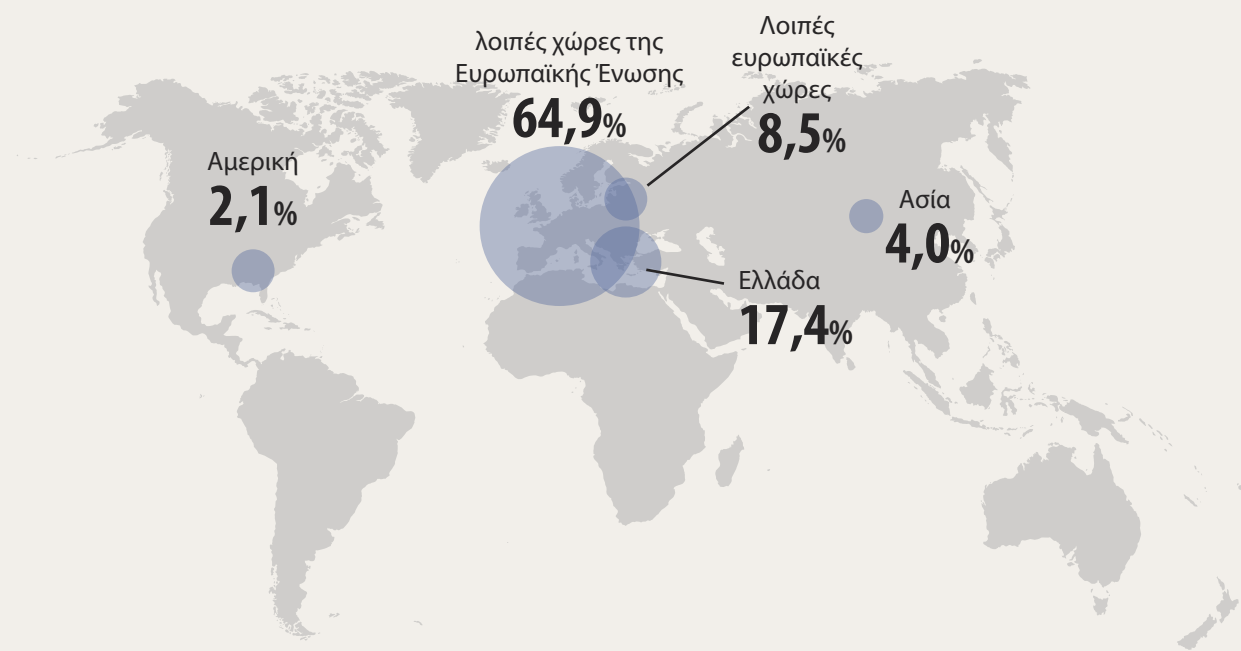 λοιπές χώρες της
Ευρωπαϊκής Ένωσης
64,9%
Λοιπές
ευρωπαϊκές
χώρες
8,5%
Αμερική
2,1%
Ασία
4,0%
Ελλάδα
17,4%